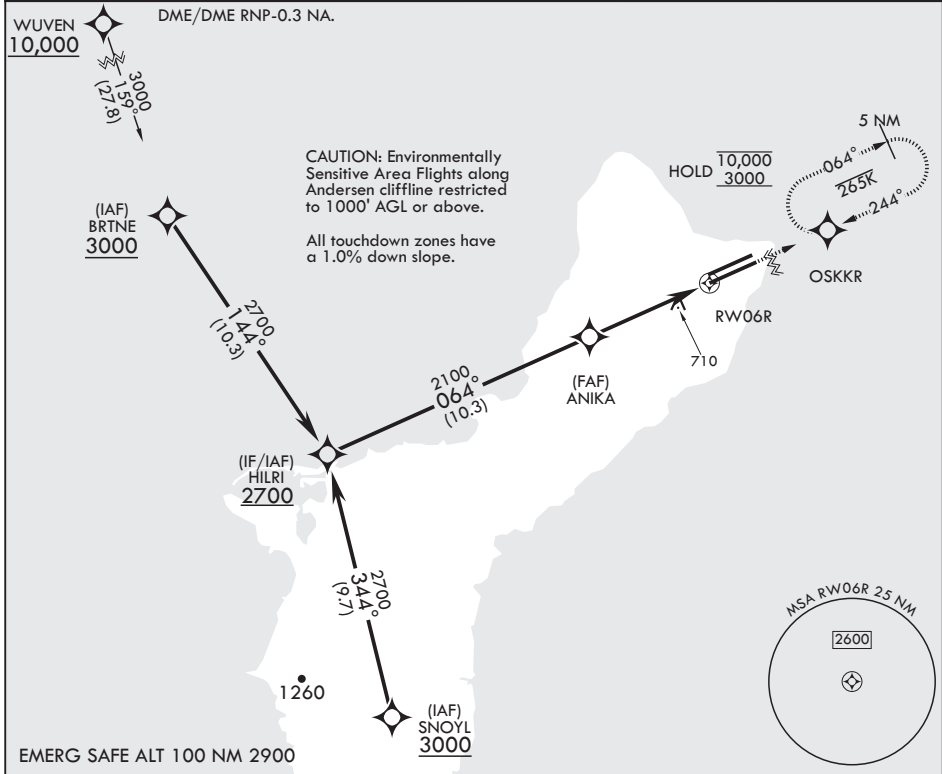 WUVEN
10,000
DME/DME RNP-0.3 NA.
3000
159°
(27.8)
CAUTION: Environmentally
Sensitive Area Flights along
Andersen cliffline restricted
to 1000' AGL or above.
All touchdown zones have
a 1.0% down slope.
HOLD 10,000
3000
5 NM
064°
265K
244°
OSKKR
(IAF)
BRTNE
3000
2700
144°
(10.3)
RW06R
710
(FAF)
ANIKA
2100
064°
(10.3)
(IF/IAF)
HILRI
2700
2700
344°
(9.7)
1260
(IAF)
SNOYL
3000
MSA RW06R 25 NM
2600
EMERG SAFE ALT 100 NM 2900